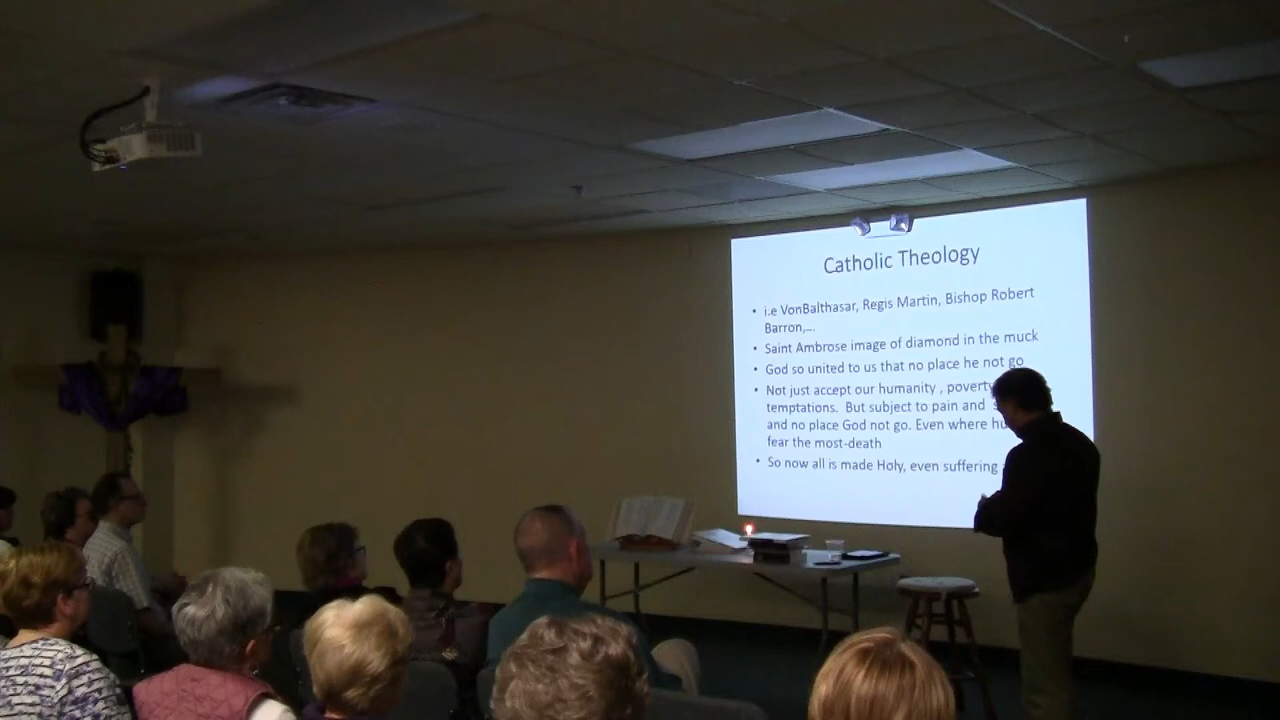 Catholic Theology
• i.e VonBalthasar, Regis Martin, Bishop Robert
Barron,...
• Saint Ambrose image of diamond in the muck
• God so united to us that no place he not go
• Not just accept our humanity , poverty
temptations. But subject to pain and
and no place God not go. Even where
fear the most-death
• So now all is made Holy, even suffering